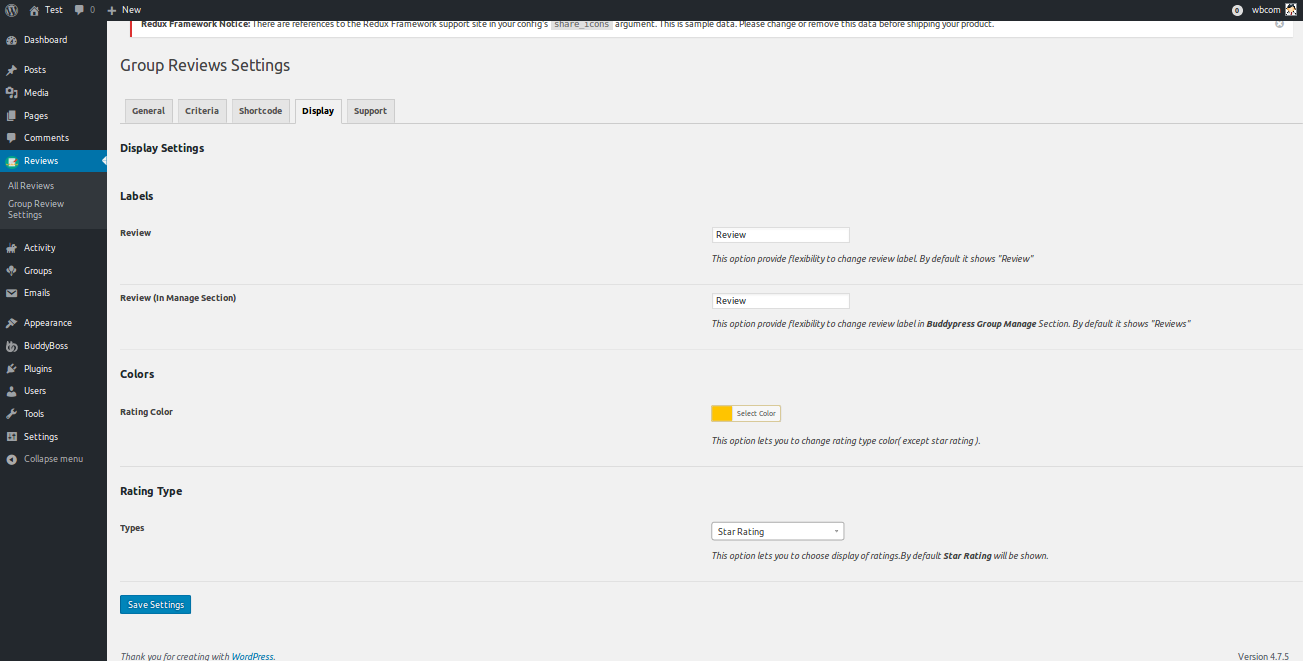 Test 0 New 0 wbcom
Redux Framework Notice: There are references to the Redux Framework support site in your config's share_icons argument. This is sample data. Please change or remove this data before shipping your product.
Dashboard
Posts
Media
Pages
Comments
Reviews
All Reviews
Group Review
Settings
Activity
Groups
Emails
Appearance
BuddyBoss
Plugins
Users
Tools
Settings
Collapse menu
Group Reviews Settings
General Criteria Shortcode Display Support
Display Settings
Labels
Review Review
This option provide flexibility to change review label. By default it shows "Review"
Review (In Manage Section) Review
This option provide flexibility to change review label in Buddypress Group Manage Section. By default it shows "Reviews"
Colors
Rating Color Select Color
This option lets you to change rating type color( except star rating ).
Rating Type
Types Star Rating
This option lets you to choose display of ratings.By default Star Rating will be shown.
Save Settings
Thank you for creating with WordPress. Version 4.7.5